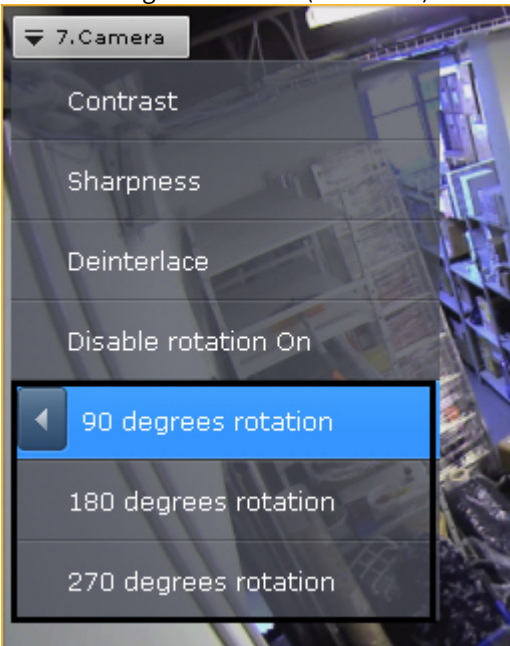 7.Camera
Contrast
Sharpness
Deinterlace
Disable rotation On
90 degrees rotation
180 degrees rotation
270 degrees rotation